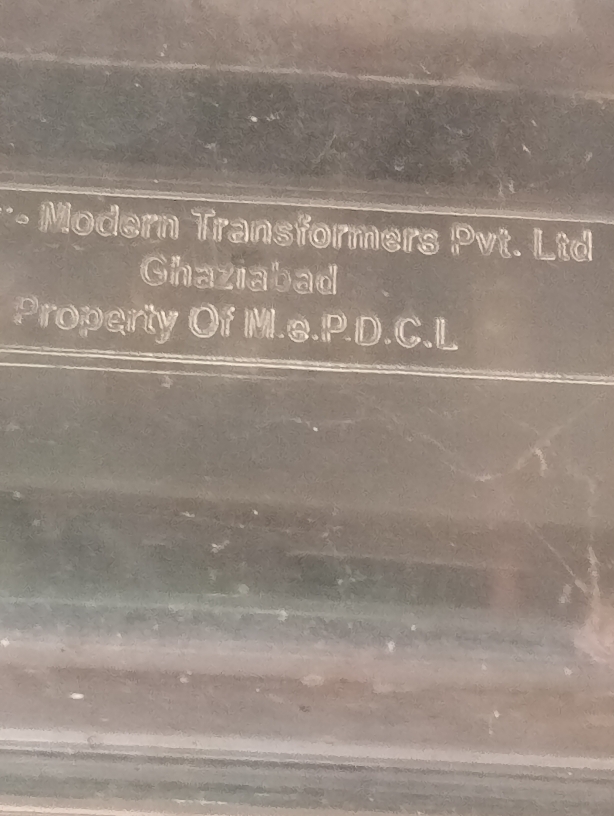 - Modern Transformers Pvt. Ltd
Ghaziabad
Property Of M.e.P.D.C.L